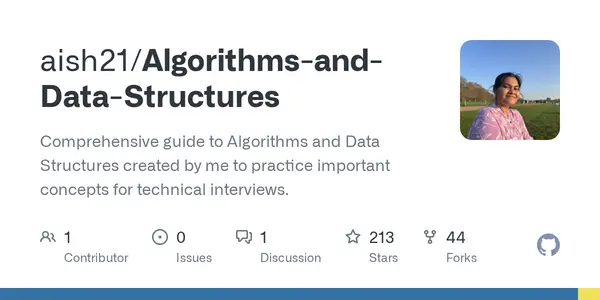 aish21/Algorithms-and-
Data-Structures
Comprehensive guide to Algorithms and Data
Structures created by me to practice important
concepts for technical interviews.
1
Contributor
0
Issues
1
Discussion
213
Stars
44
Forks